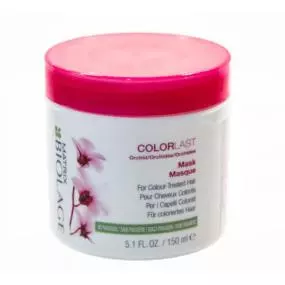 MATRIX
BIOLAGE
COLORLAST
Orchid/Orchidée/Orchidea
Mask
Masque
For Colour-Treated Hair
Pour Cheveux Colorés
Per I Capelli Colorati
Für coloriertes Haar
5.1 FL. OZ. / 150 ml e